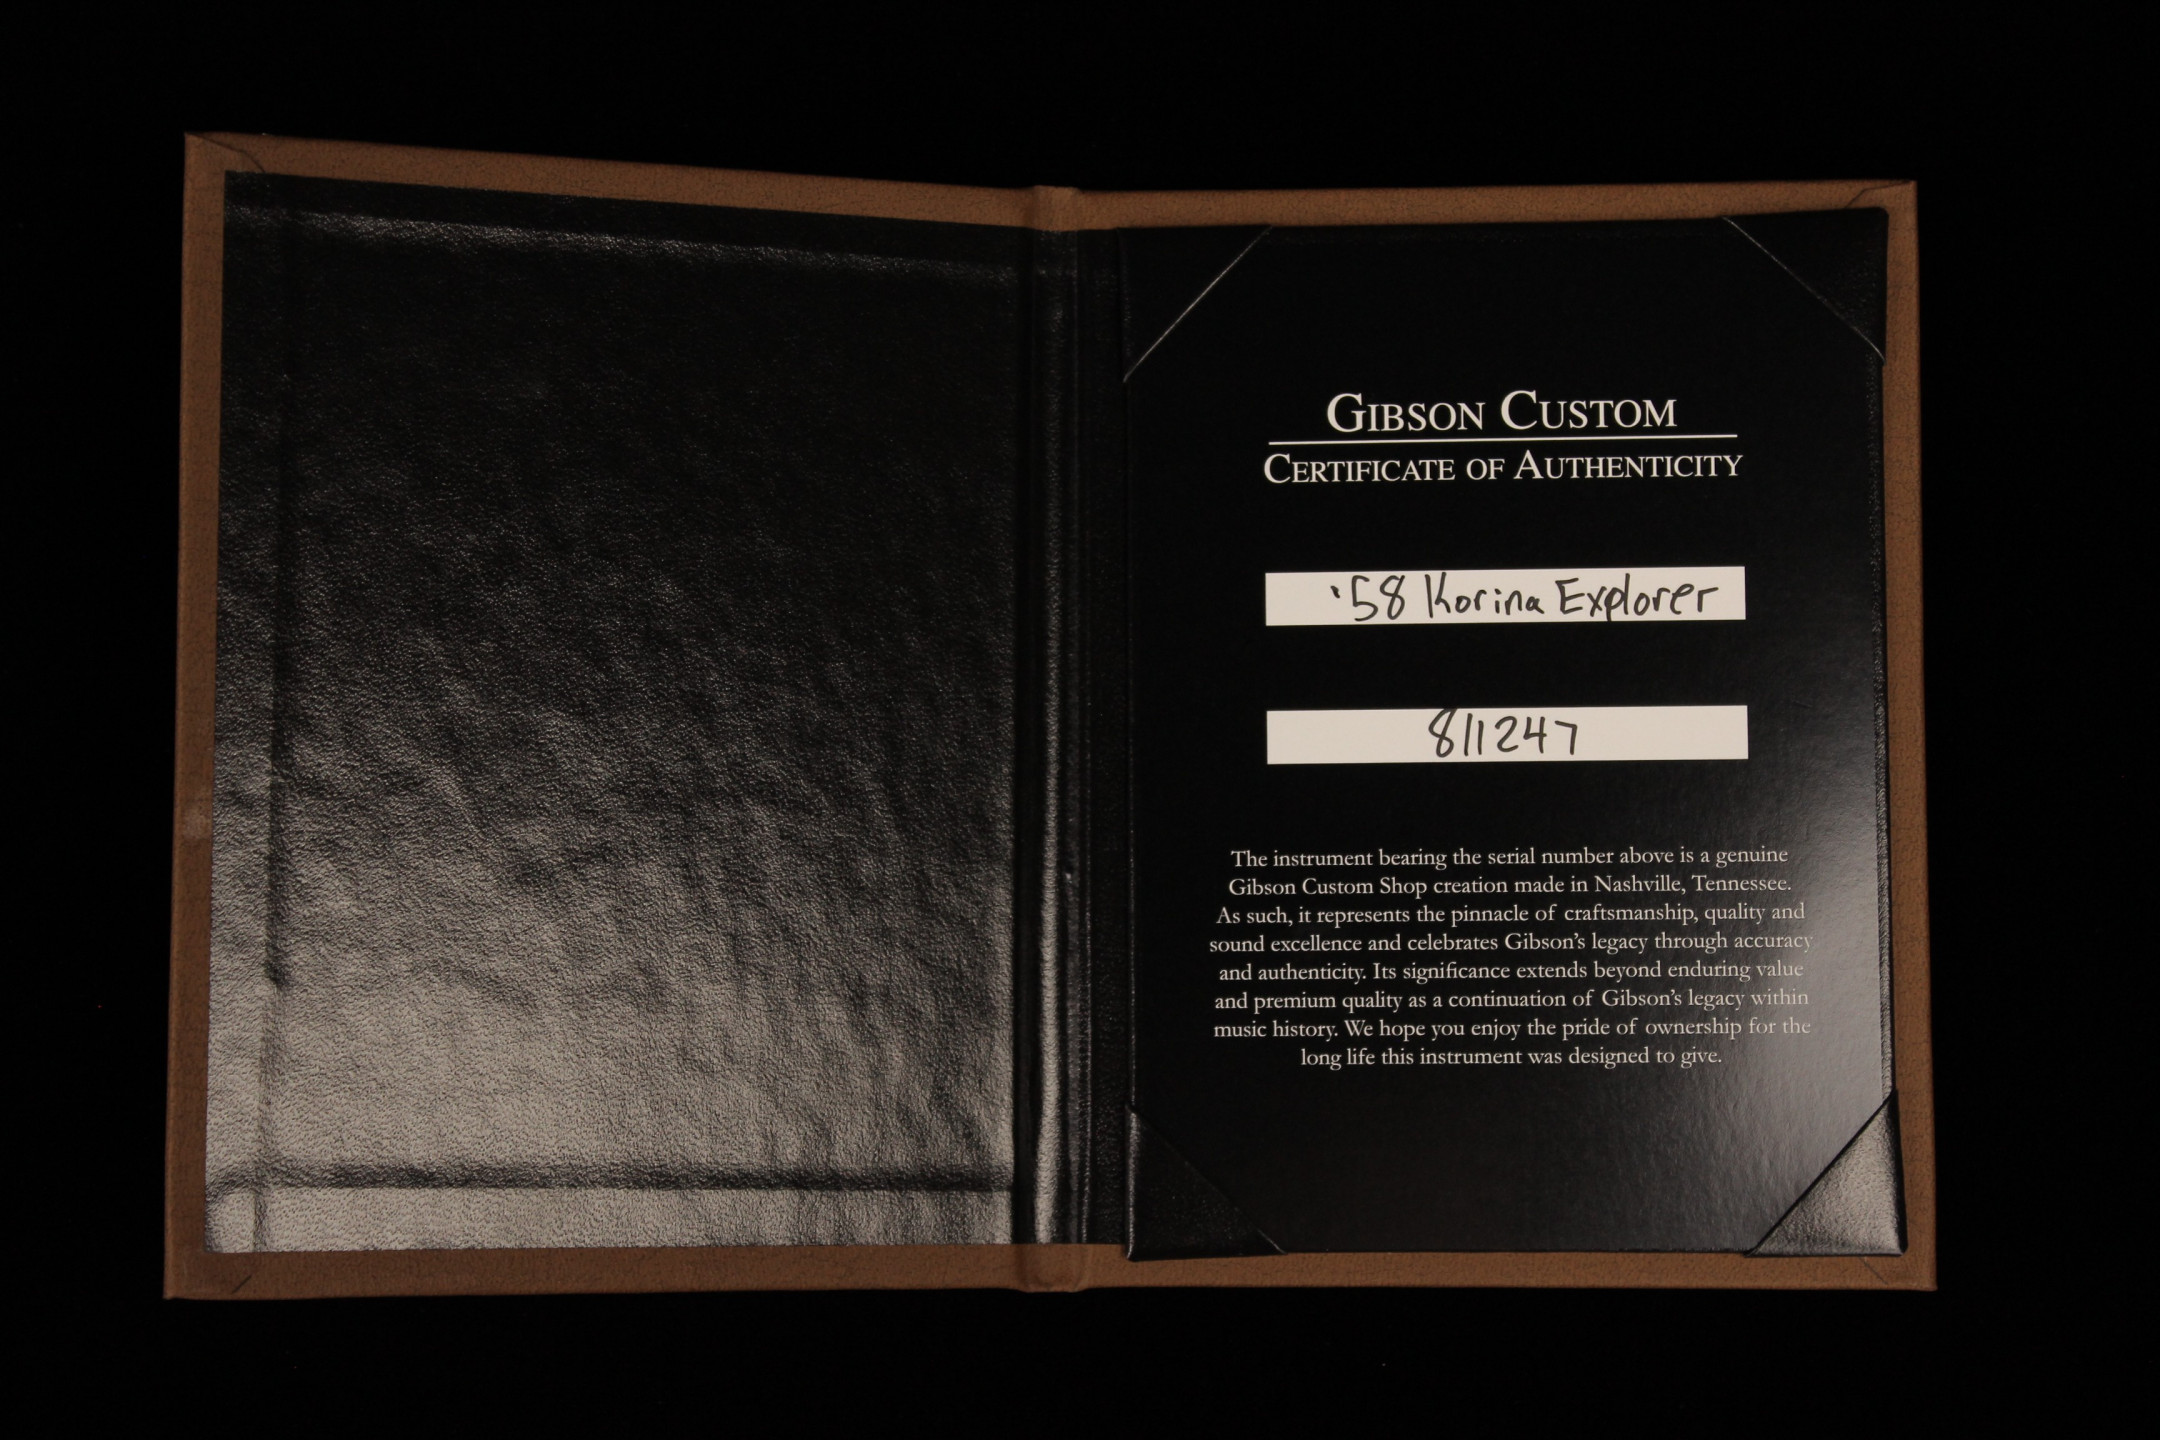 GIBSON CUSTOM
CERTIFICATE OF AUTHENTICITY
'58 Korina Explorer
811247
The instrument bearing the serial number above is a genuine
Gibson Custom Shop creation made in Nashville, Tennessee.
As such, it represents the pinnacle of craftsmanship, quality and
sound excellence and celebrates Gibson's legacy through accuracy
and authenticity. Its significance extends beyond enduring value
and premium quality as a continuation of Gibson's legacy within
music history. We hope you enjoy the pride of ownership for the
long life this instrument was designed to give.